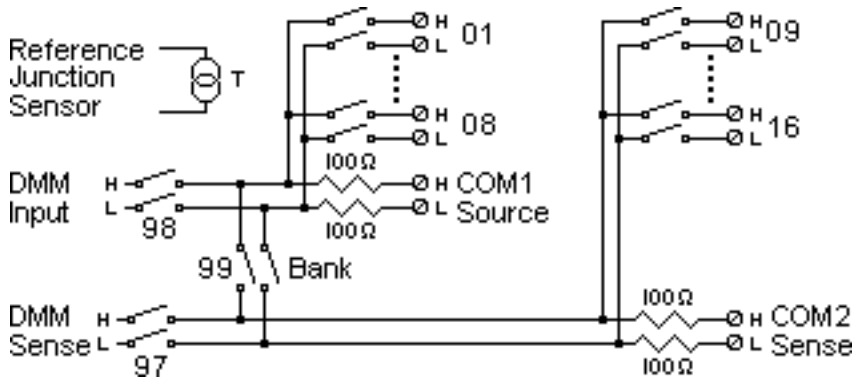 H 01
L
H 09
L
Reference
Junction
Sensor
T
H 08
L
H 16
L
100Ω
DMM H
Input L
98
H COM1
L Source
100Ω
99 Bank
100Ω
DMM H
Sense L
97
H COM2
L Sense
100Ω